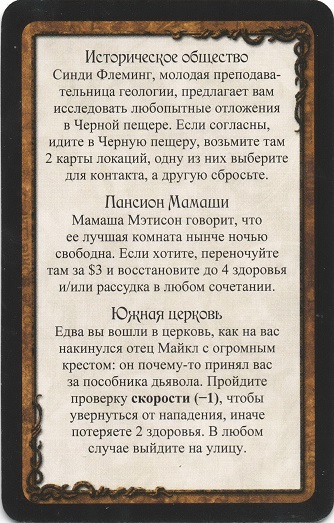 Историческое общество
Синди Флеминг, молодая преподава-
тельница геологии, предлагает вам
исследовать любопытные отложения
в Черной пещере. Если согласны,
идите в Черную пещеру, возьмите там
2 карты локаций, одну из них выберите
для контакта, а другую сбросьте.
Пансион Мамаши
Мамаша Мэтисон говорит, что
ее лучшая комната нынче ночью
свободна. Если хотите, переночуйте
там за $3 и восстановите до 4 здоровья
и/или рассудка в любом сочетании.
Южная церковь
Едва вы вошли в церковь, как на вас
накинулся отец Майкл с огромным
крестом: он почему-то принял вас
за пособника дьявола. Пройдите
проверку скорости (−1), чтобы
увернуться от нападения, иначе
потеряете 2 здоровья. В любом
случае выйдите на улицу.